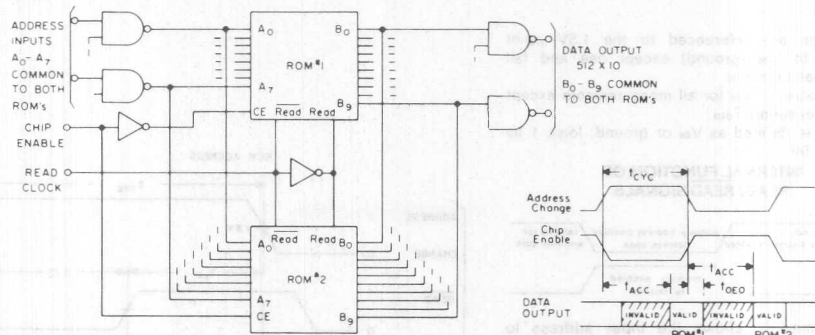 ADDRESS
INPUTS
A₀-A₇
COMMON
TO BOTH
ROM's
CHIP
ENABLE
READ
CLOCK
A₀ B₀
ROM #1
A₇
B₉
CE Read Read
Read Read
A₀ B₀
ROM #2
A₇
CE B₉
DATA OUTPUT
512 X 10
B₀-B₉ COMMON
TO BOTH ROM's
tCYC
Address
Change
Chip
Enable
tACC
tACC
tOEO
DATA
OUTPUT
INVALID VALID INVALID VALID
ROM #1 ROM #2